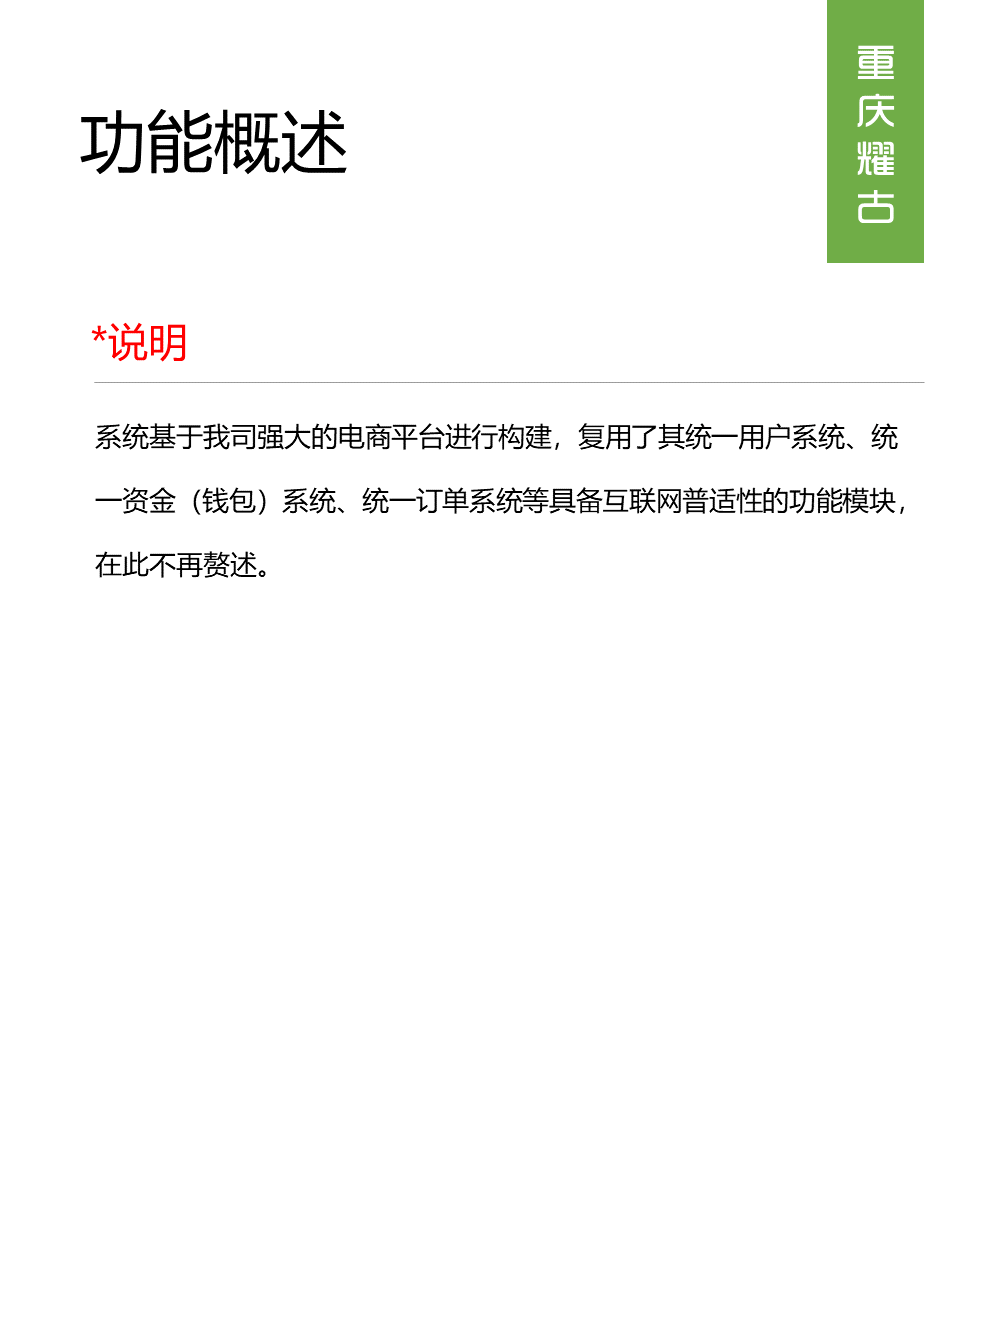 重庆耀古
功能概述
*说明
系统基于我司强大的电商平台进行构建，复用了其统一用户系统、统
一资金（钱包）系统、统一订单系统等具备互联网普适性的功能模块，
在此不再赘述。